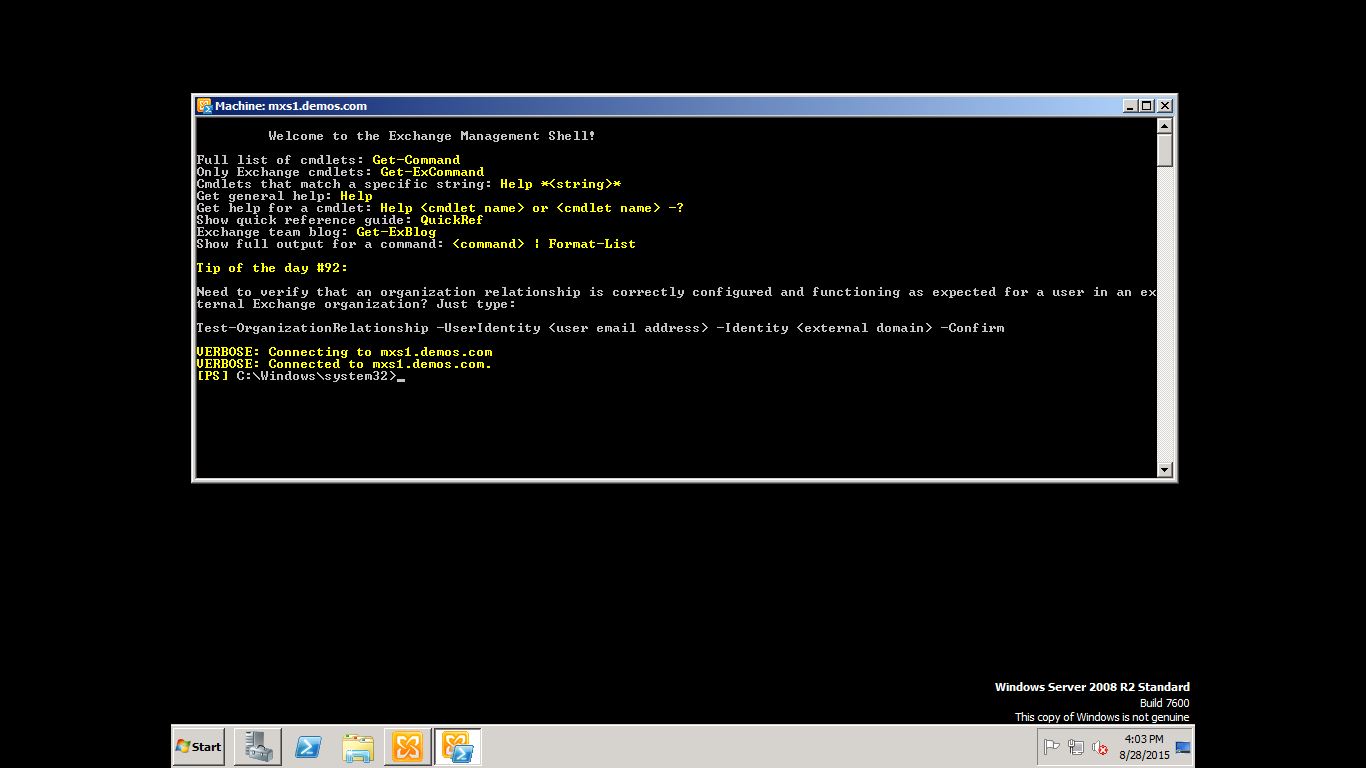 Machine: mxs1.demos.com
Welcome to the Exchange Management Shell!
Full list of cmdlets: Get-Command
Only Exchange cmdlets: Get-ExCommand
Cmdlets that match a specific string: Help *<string>*
Get general help: Help
Get help for a cmdlet: Help <cmdlet name> or <cmdlet name> -?
Show quick reference guide: QuickRef
Exchange team blog: Get-ExBlog
Show full output for a command: <command> | Format-List
Tip of the day #92:
Need to verify that an organization relationship is correctly configured and functioning as expected for a user in an ex
ternal Exchange organization? Just type:
Test-OrganizationRelationship -UserIdentity <user email address> -Identity <external domain> -Confirm
VERBOSE: Connecting to mxs1.demos.com
VERBOSE: Connected to mxs1.demos.com.
[PS] C:\Windows\system32>_
Windows Server 2008 R2 Standard
Build 7600
This copy of Windows is not genuine
Start
4:03 PM
8/28/2015